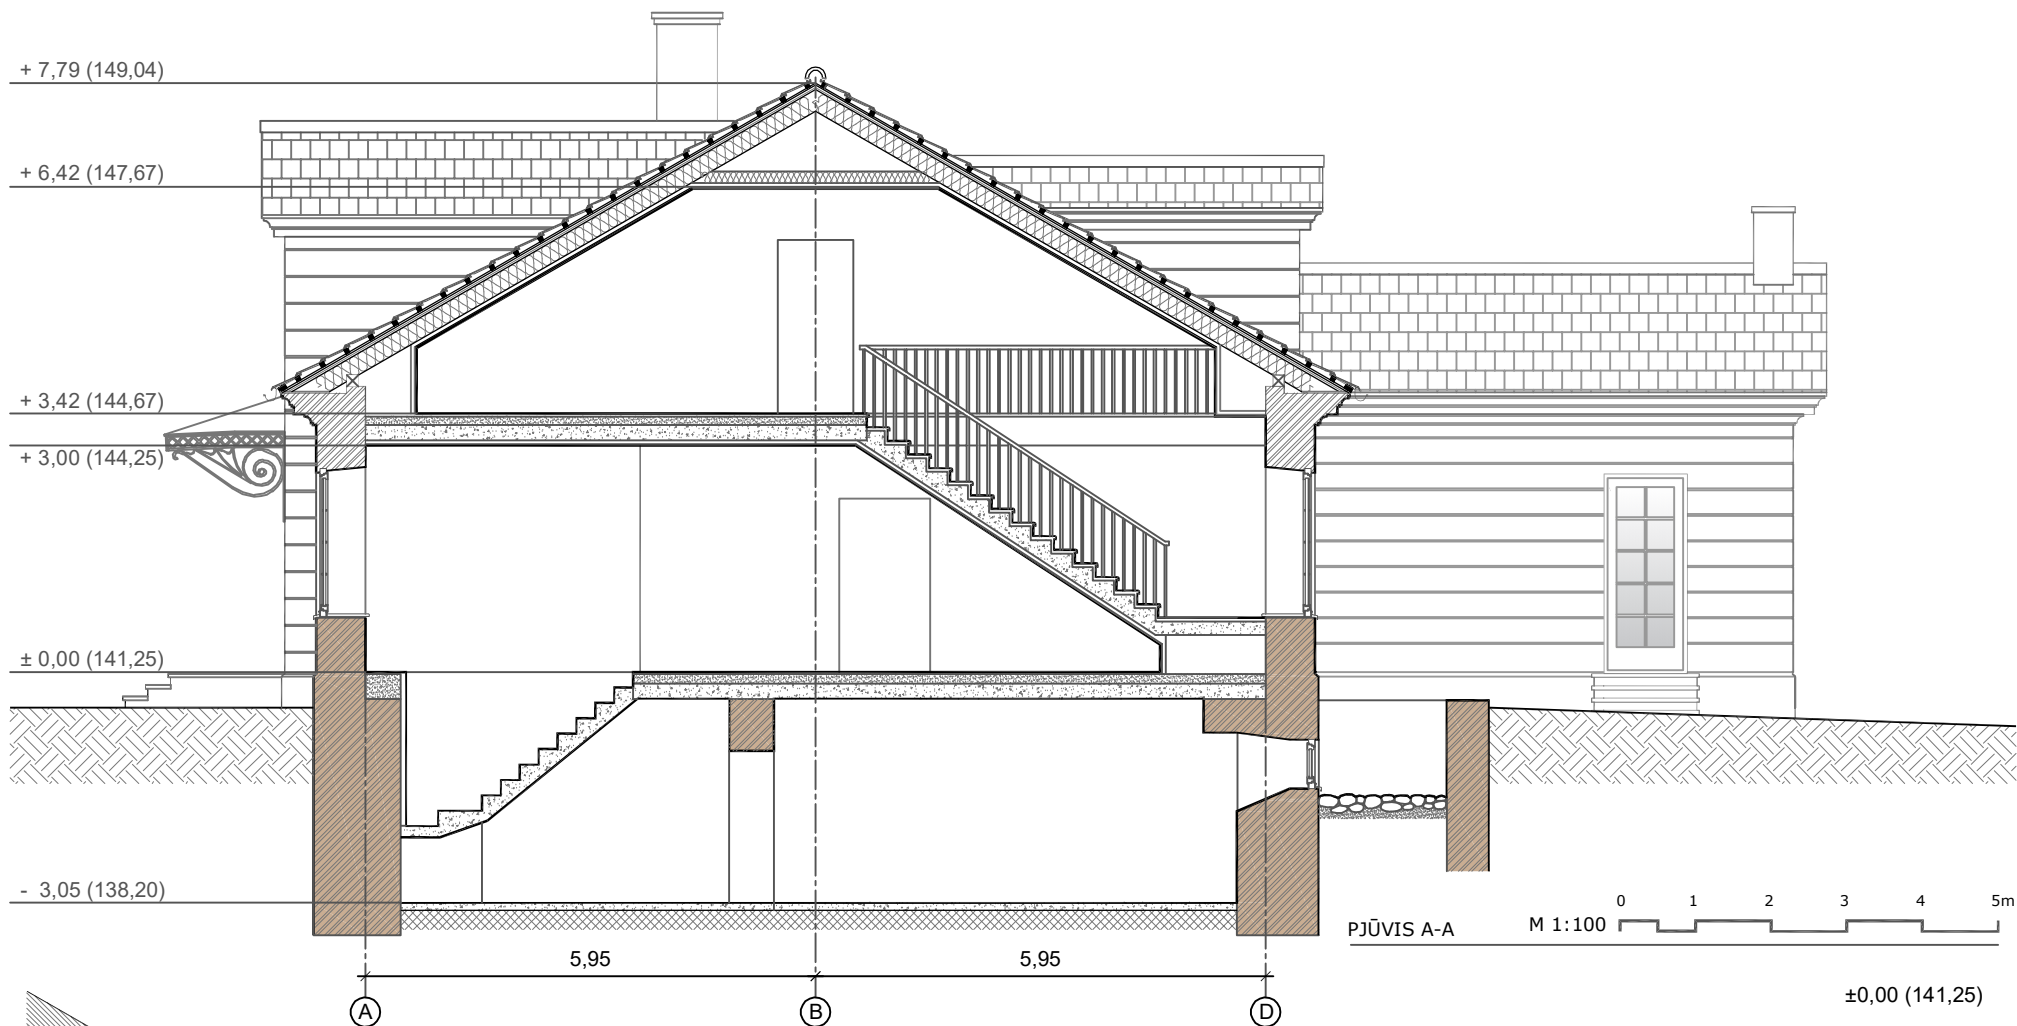 + 7,79 (149,04)
+ 6,42 (147,67)
+ 3,42 (144,67)
+ 3,00 (144,25)
± 0,00 (141,25)
- 3,05 (138,20)
0 1 2 3 4 5m
PJŪVIS A-A M 1:100
5,95 5,95
±0,00 (141,25)
A B D